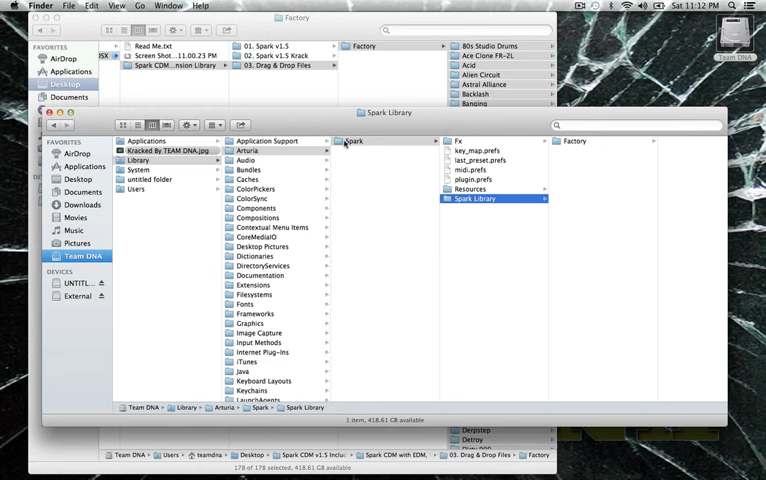 Finder File Edit View Go Window Help Sat 11:12 PM
Factory
FAVORITES
AirDrop
Applications
Desktop
Documents
Read Me.txt
OSX Screen Shot...11.00.23 PM
Spark CDM...nsion Library
01. Spark v1.5
02. Spark v1.5 Krack
03. Drag & Drop Files
Factory
80s Studio Drums
Ace Clone FR-2L
Acid
Alien Circuit
Astral Alliance
Backlash
Banging
Team DNA
Spark Library
FAVORITES
AirDrop
Applications
Desktop
Documents
Downloads
Movies
Music
Pictures
Team DNA
DEVICES
UNTITL...
External
Applications
Kracked By TEAM DNA.jpg
Library
System
untitled folder
Users
Application Support
Arturia
Audio
Bundles
Caches
ColorPickers
ColorSync
Components
Compositions
Contextual Menu Items
CoreMediaIO
Desktop Pictures
Dictionaries
DirectoryServices
Documentation
Extensions
Filesystems
Fonts
Frameworks
Graphics
Image Capture
Input Methods
Internet Plug-Ins
iTunes
Java
Keyboard Layouts
Keychains
LaunchAgents
Spark
Fx
key_map.prefs
last_preset.prefs
midi.prefs
plugin.prefs
Resources
Spark Library
Factory
Team DNA Library Arturia Spark Spark Library
1 item, 418.61 GB available
Derpstep
Detroy
Team DNA Users teamdna Desktop Spark CDM v1.5 Inclu Spark CDM with EDM, 03. Drag & Drop Files Factory
178 of 178 selected, 418.61 GB available